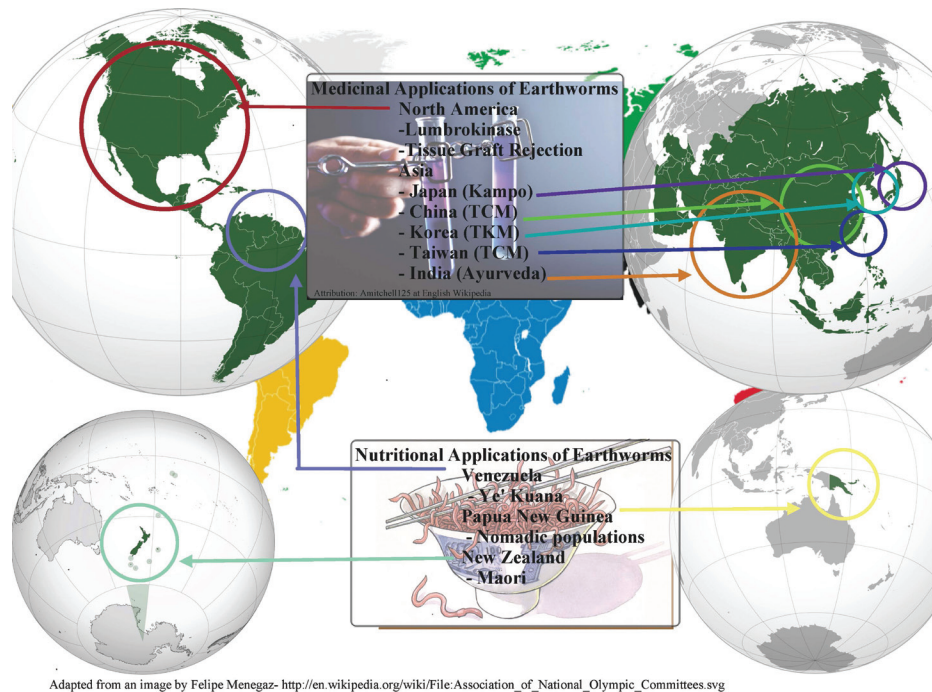 Medicinal Applications of Earthworms
North America
-Lumbrokinase
-Tissue Graft Rejection
Asia
- Japan (Kampo)
- China (TCM)
- Korea (TKM)
- Taiwan (TCM)
- India (Ayurveda)
Attribution: Amitchell125 at English Wikipedia
Nutritional Applications of Earthworms
Venezuela
- Ye' Kuana
Papua New Guinea
- Nomadic populations
New Zealand
- Maori
Adapted from an image by Felipe Menegaz- http://en.wikipedia.org/wiki/File:Association_of_National_Olympic_Committees.svg